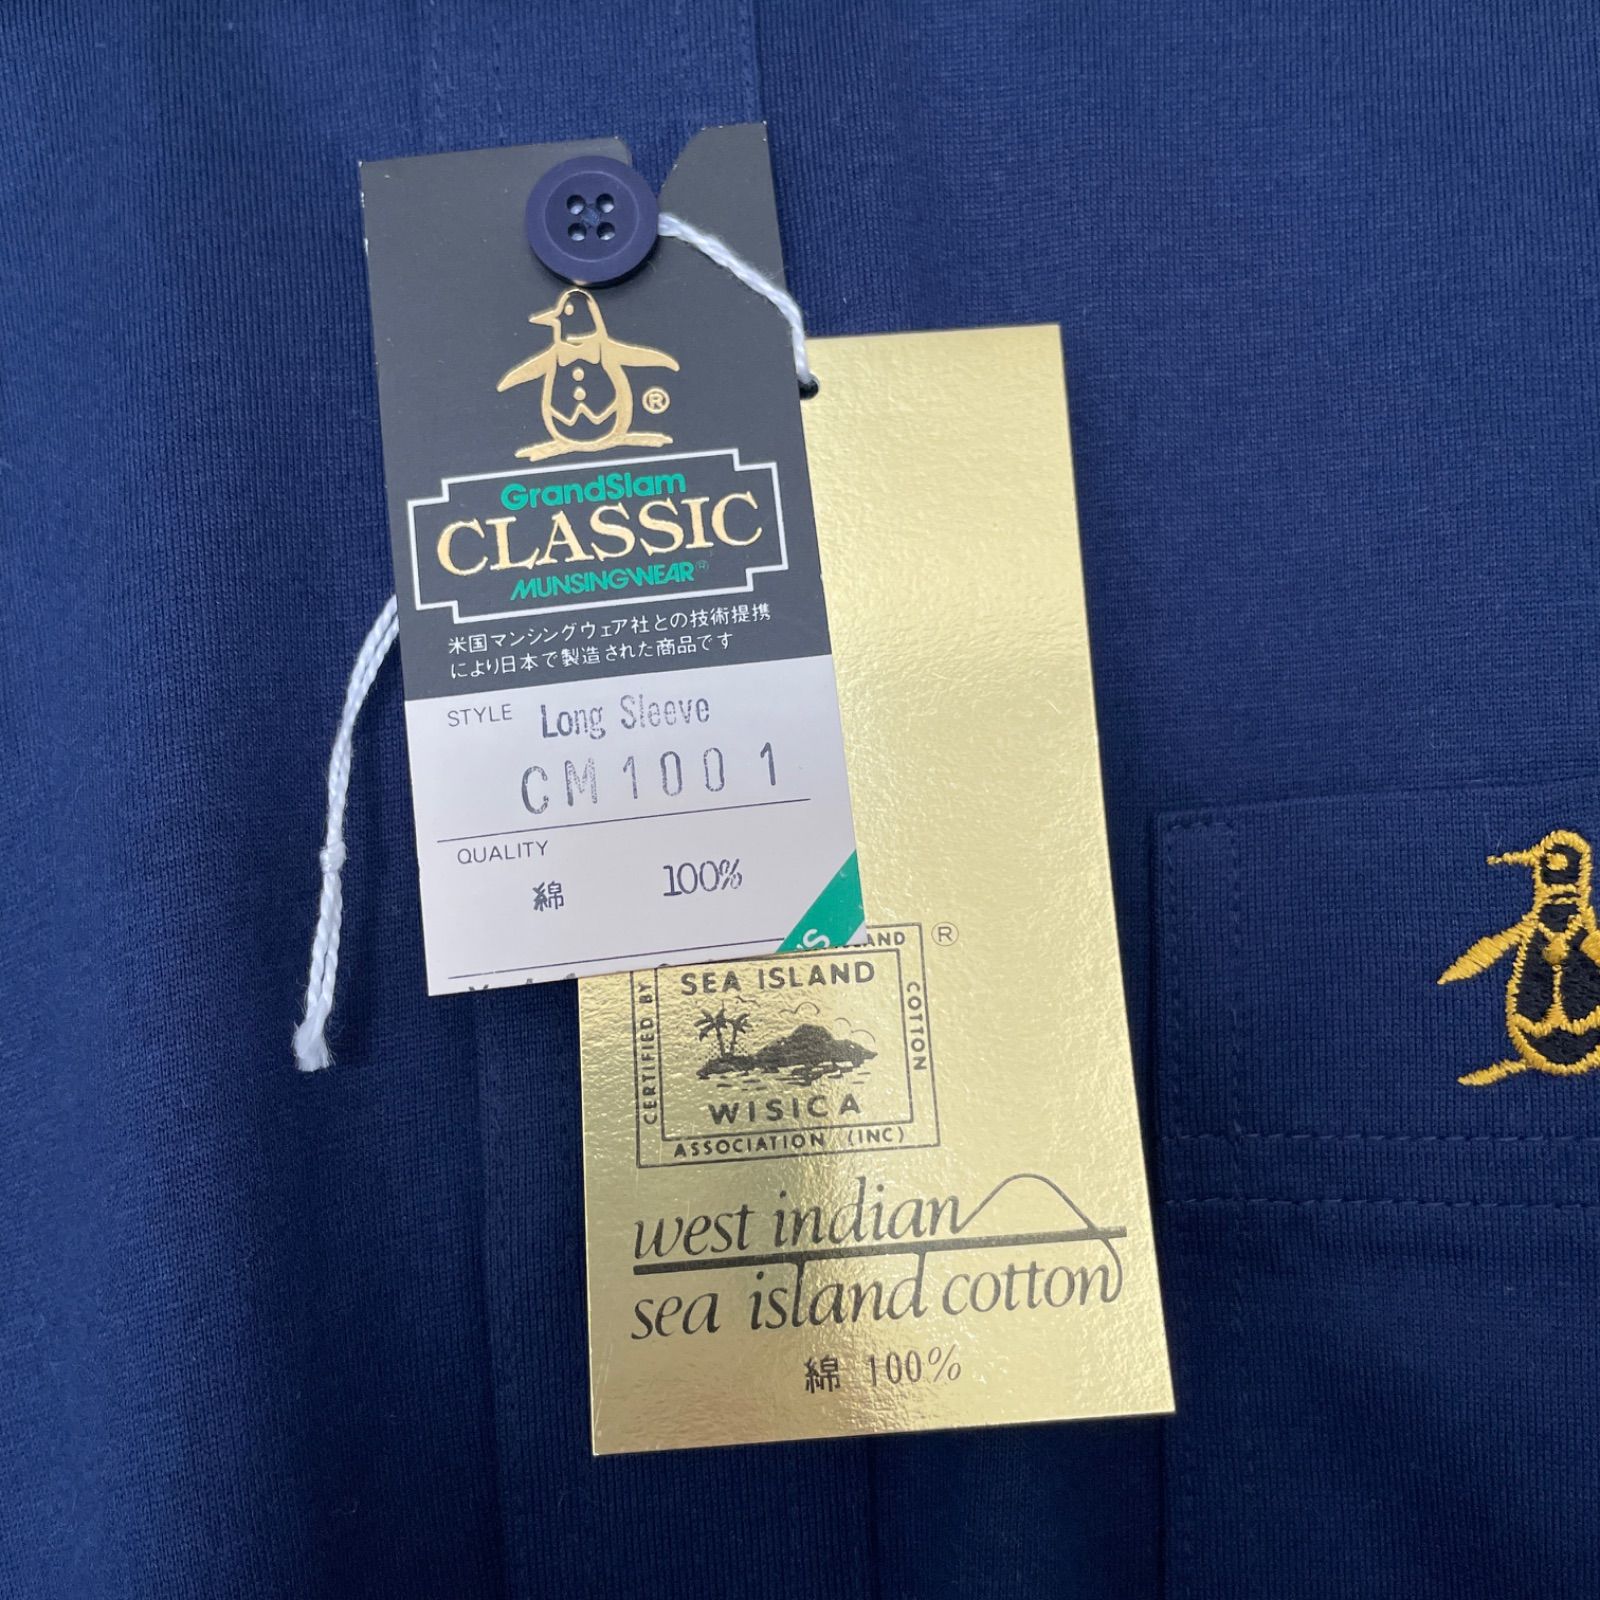 ®
GrandSlam
CLASSIC
MUNSINGWEAR®
米国マンシングウェア社との技術提携
により日本で製造された商品です
STYLE Long Sleeve
CM1001
QUALITY
綿 100%
®
SEA ISLAND
CERTIFIED BY
COTTON
WISICA
ASSOCIATION (INC)
west indian
sea island cotton
綿 100%